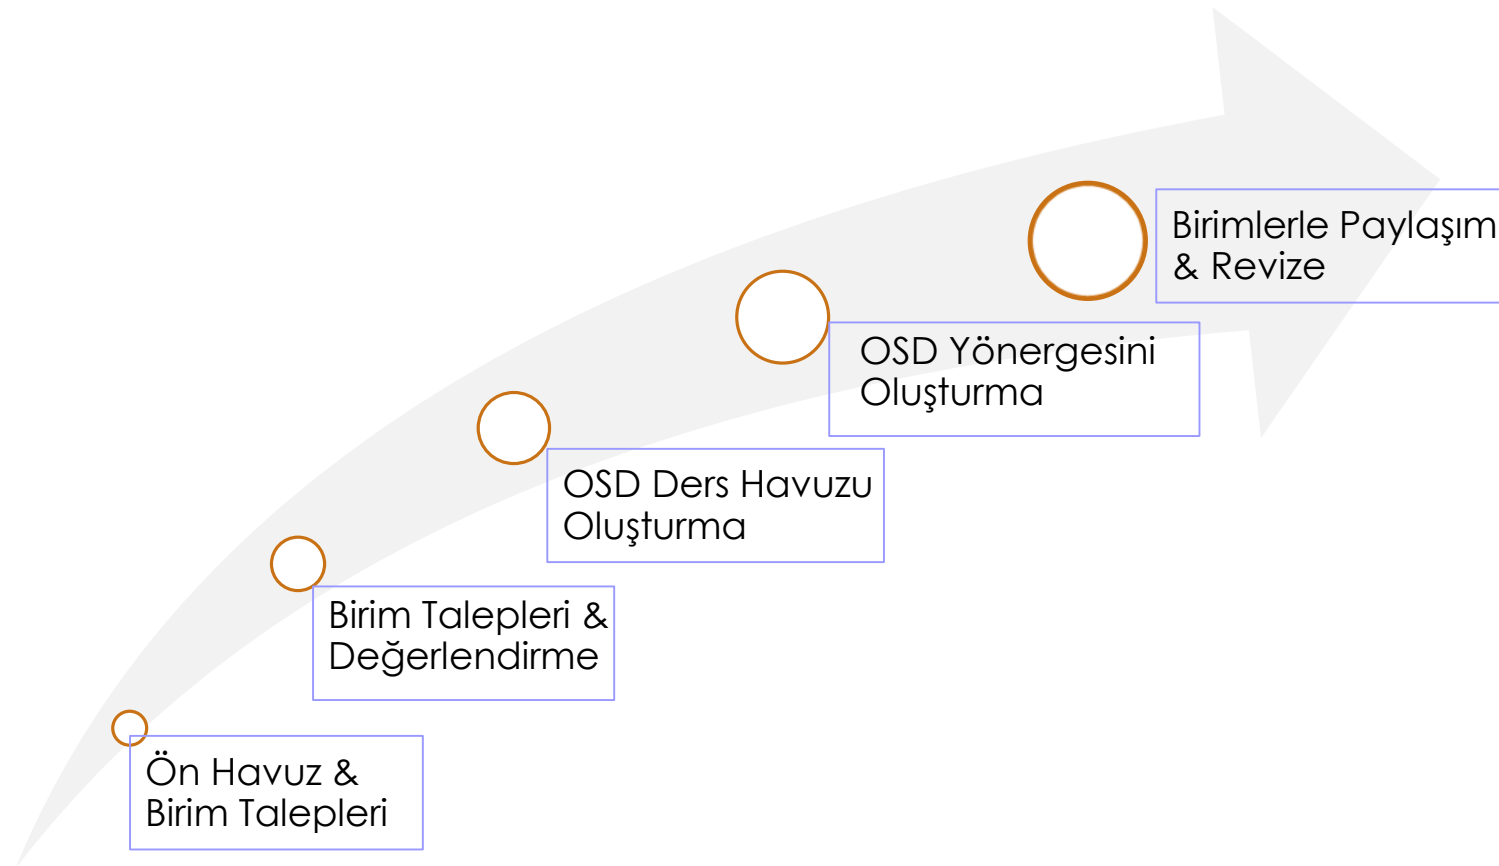 Birimlerle Paylaşım
& Revize
OSD Yönergesini
Oluşturma
OSD Ders Havuzu
Oluşturma
Birim Talepleri &
Değerlendirme
Ön Havuz &
Birim Talepleri